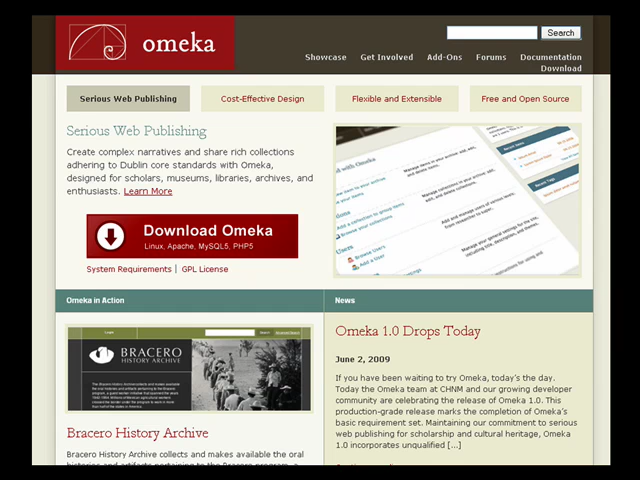 omeka
Search
Showcase Get Involved Add-Ons Forums Documentation
Download
Serious Web Publishing
Cost-Effective Design
Flexible and Extensible
Free and Open Source
Serious Web Publishing
Create complex narratives and share rich collections
adhering to Dublin core standards with Omeka,
designed for scholars, museums, libraries, archives, and
enthusiasts. Learn More
Download Omeka
Linux, Apache, MySQL5, PHP5
System Requirements | GPL License
Browse Users
Add a User
Omeka in Action
BRACERO
HISTORY ARCHIVE
Bracero History Archive
Bracero History Archive collects and makes available the oral
News
Omeka 1.0 Drops Today
June 2, 2009
If you have been waiting to try Omeka, today's the day.
Today the Omeka team at CHNM and our growing developer
community are celebrating the release of Omeka 1.0. This
production-grade release marks the completion of Omeka's
basic requirement set. Maintaining our commitment to serious
web publishing for scholarship and cultural heritage, Omeka
1.0 incorporates unqualified [...]